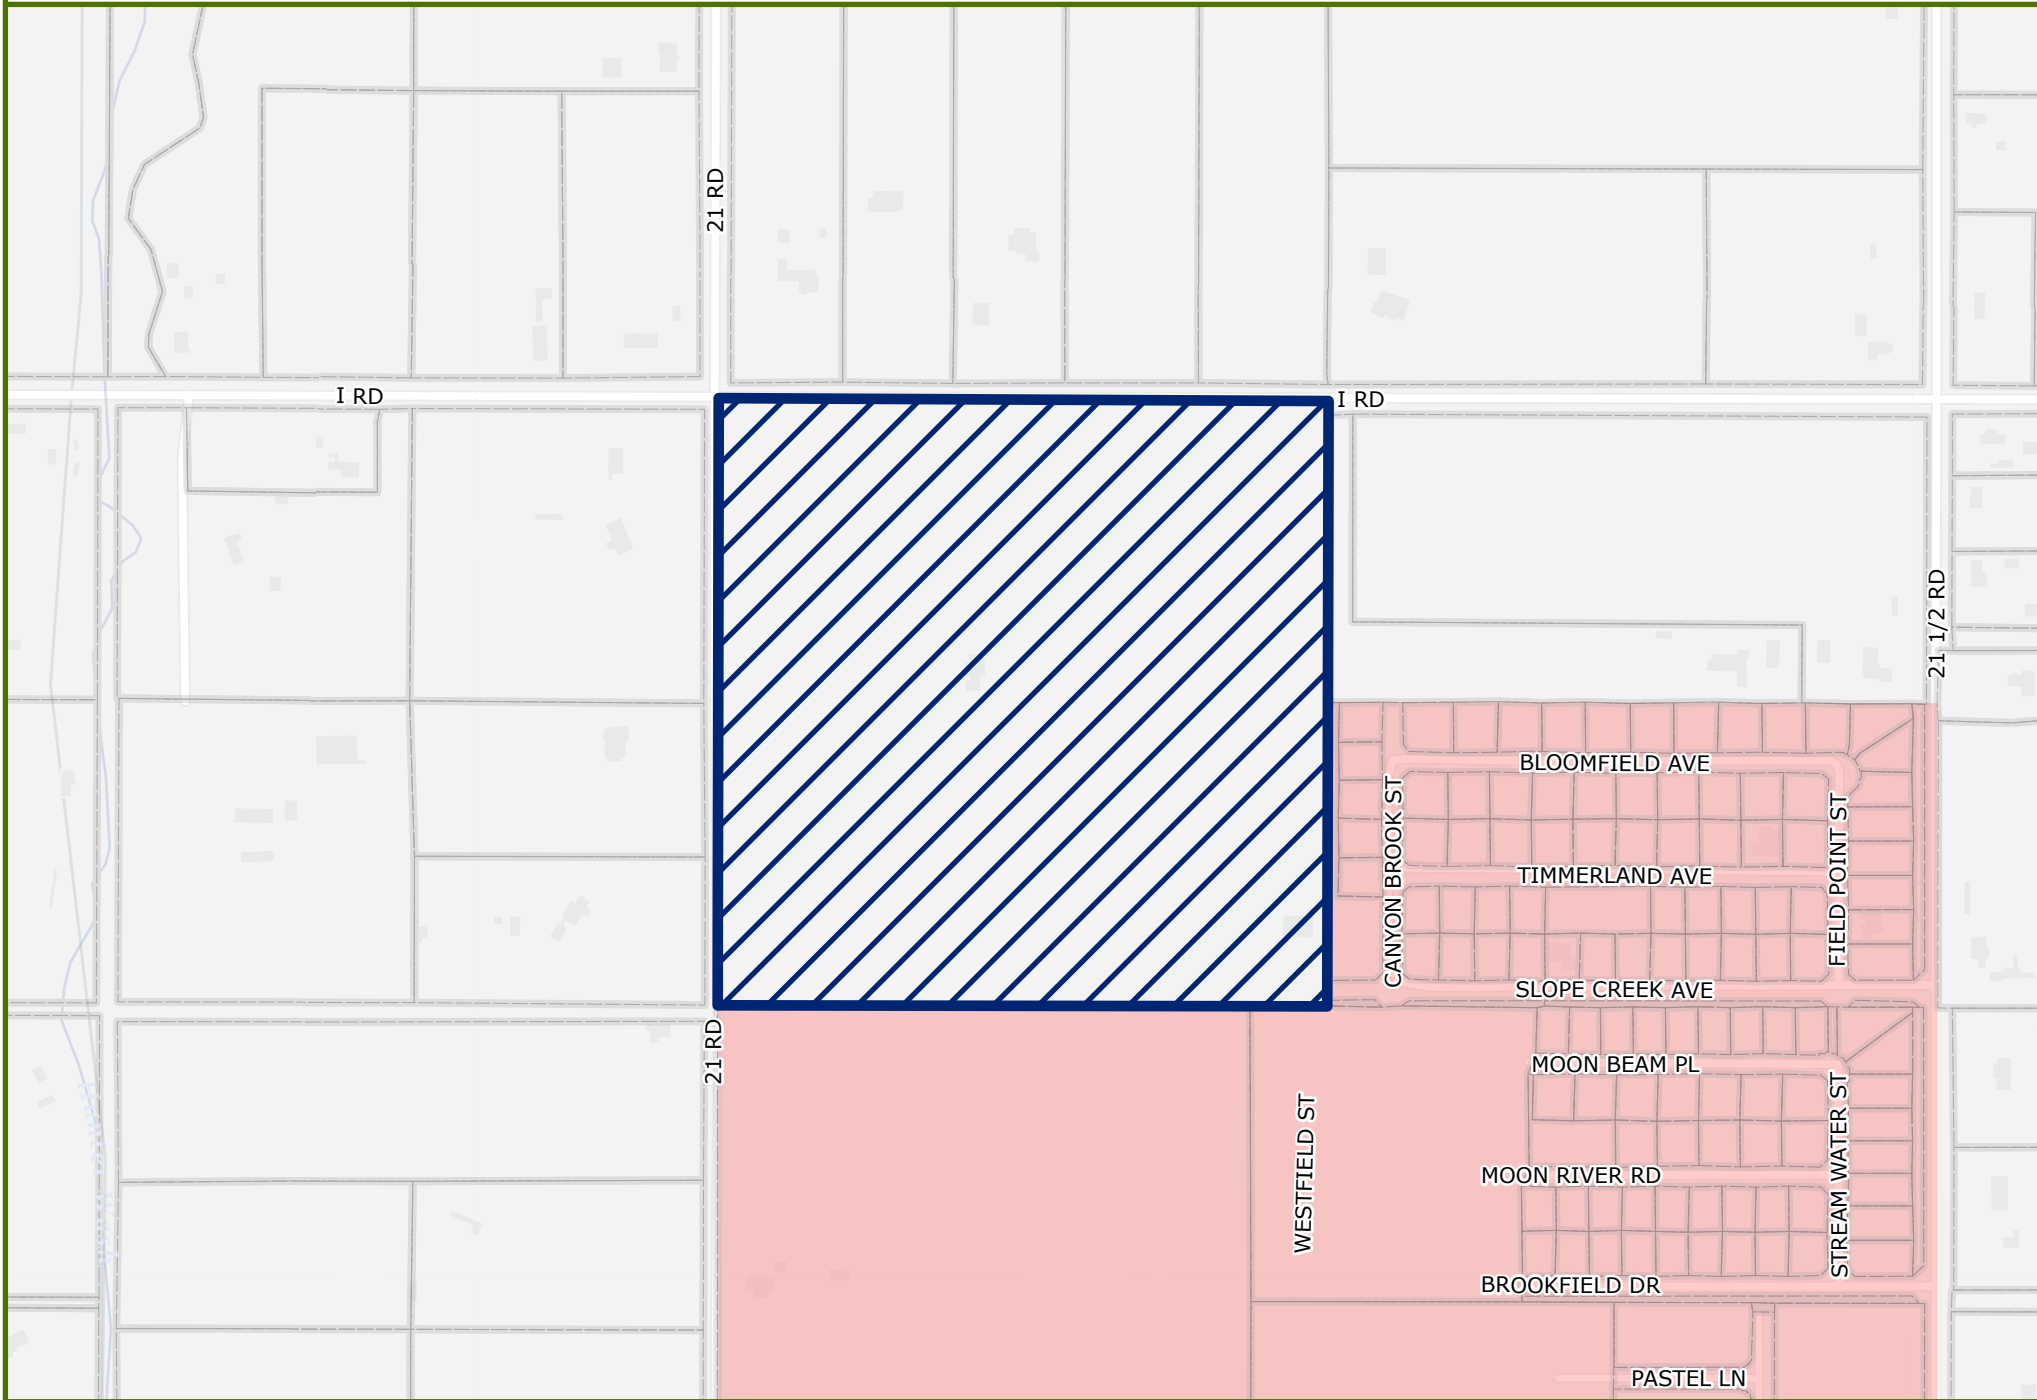 21 RD
I RD
I RD
21 1/2 RD
BLOOMFIELD AVE
CANYON BROOK ST
FIELD POINT ST
TIMMERLAND AVE
SLOPE CREEK AVE
21 RD
MOON BEAM PL
WESTFIELD ST
STREAM WATER ST
MOON RIVER RD
BROOKFIELD DR
PASTEL LN